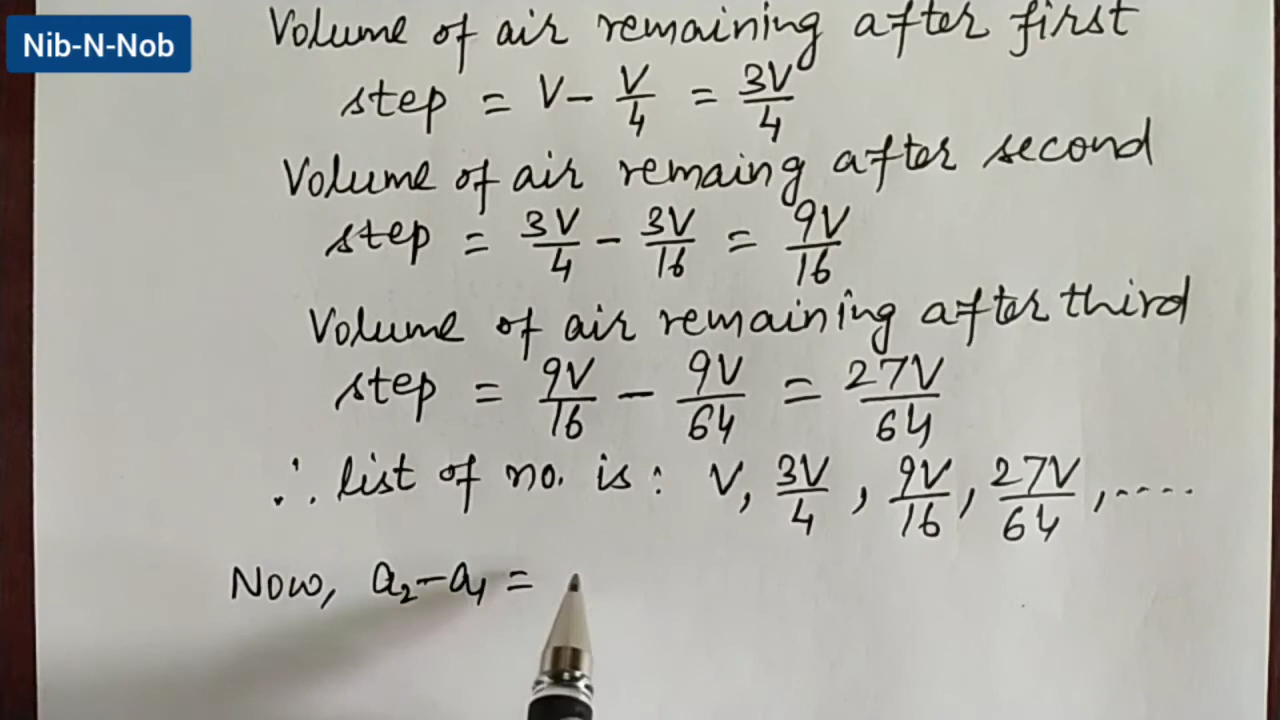 Nib-N-Nob
Volume of air remaining after first
step = V - V/4 = 3V/4
Volume of air remaing after second
step = 3V/4 - 3V/16 = 9V/16
Volume of air remaining after third
step = 9V/16 - 9V/64 = 27V/64
∴ list of no. is : V, 3V/4, 9V/16, 27V/64, .....
Now, a₂-a₁ =